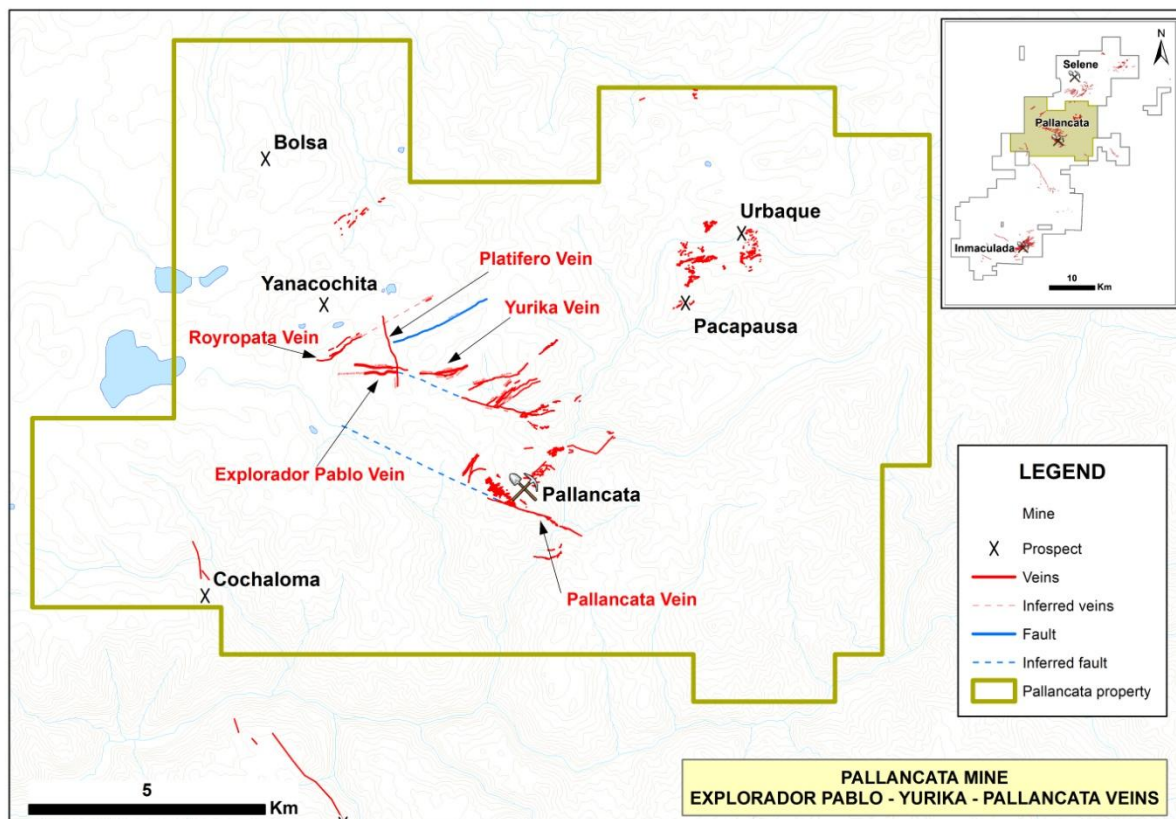 N
Selene
Pallancata
Inmaculada
10
Km
Bolsa
Urbaque
Platifero Vein
Yanacochita
Yurika Vein
Pacapausa
Royropata Vein
Explorador Pablo Vein
Pallancata
Cochaloma
Pallancata Vein
LEGEND
Mine
Prospect
Veins
Inferred veins
Fault
Inferred fault
Pallancata property
5
Km
PALLANCATA MINE
EXPLORADOR PABLO - YURIKA - PALLANCATA VEINS